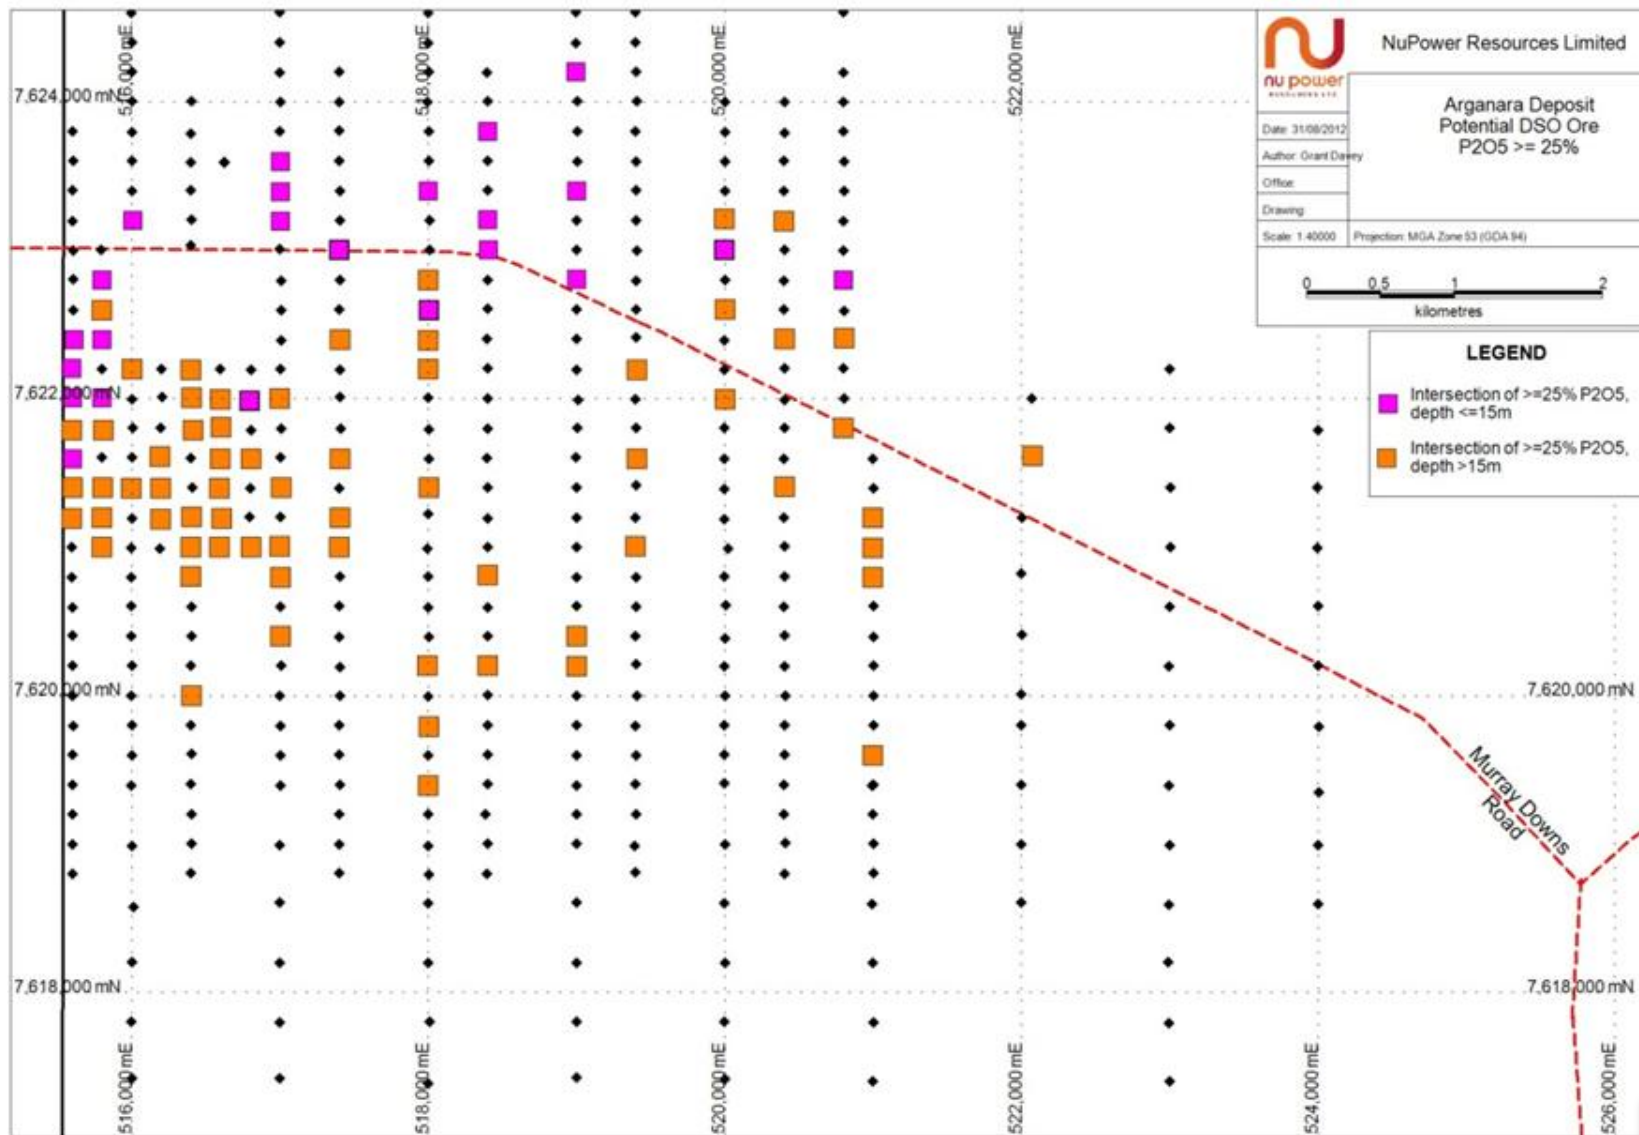 516,000 mE
518,000 mE
520,000 mE
522,000 mE
7,624,000 mN
7,622,000 mN
7,620,000 mN
7,618,000 mN
nu power
NuPower Resources Limited
Arganara Deposit
Potential DSO Ore
P2O5 >= 25%
Date: 31/08/2012
Author: Grant Davey
Office:
Drawing:
Scale: 1:40000
Projection: MGA Zone 53 (GDA 94)
0 0.5 1 2
kilometres
LEGEND
Intersection of >=25% P2O5,
depth <=15m
Intersection of >=25% P2O5,
depth >15m
7,620,000 mN
Murray Downs
Road
7,618,000 mN
516,000 mE
518,000 mE
520,000 mE
522,000 mE
524,000 mE
526,000 mE